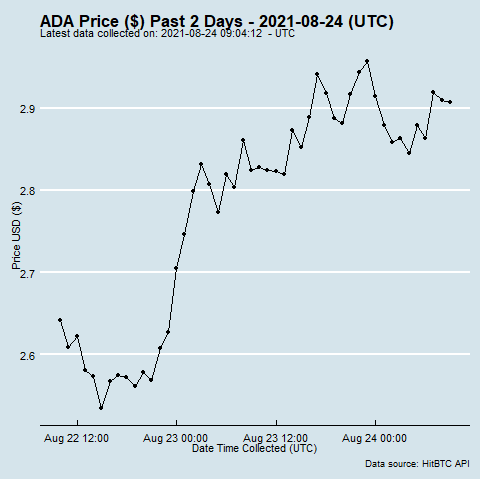 ADA Price ($) Past 2 Days - 2021-08-24 (UTC)
Latest data collected on: 2021-08-24 09:04:12  - UTC
Price USD ($)
2.9
2.8
2.7
2.6
Aug 22 12:00 Aug 23 00:00 Aug 23 12:00 Aug 24 00:00
Date Time Collected (UTC)
Data source: HitBTC API